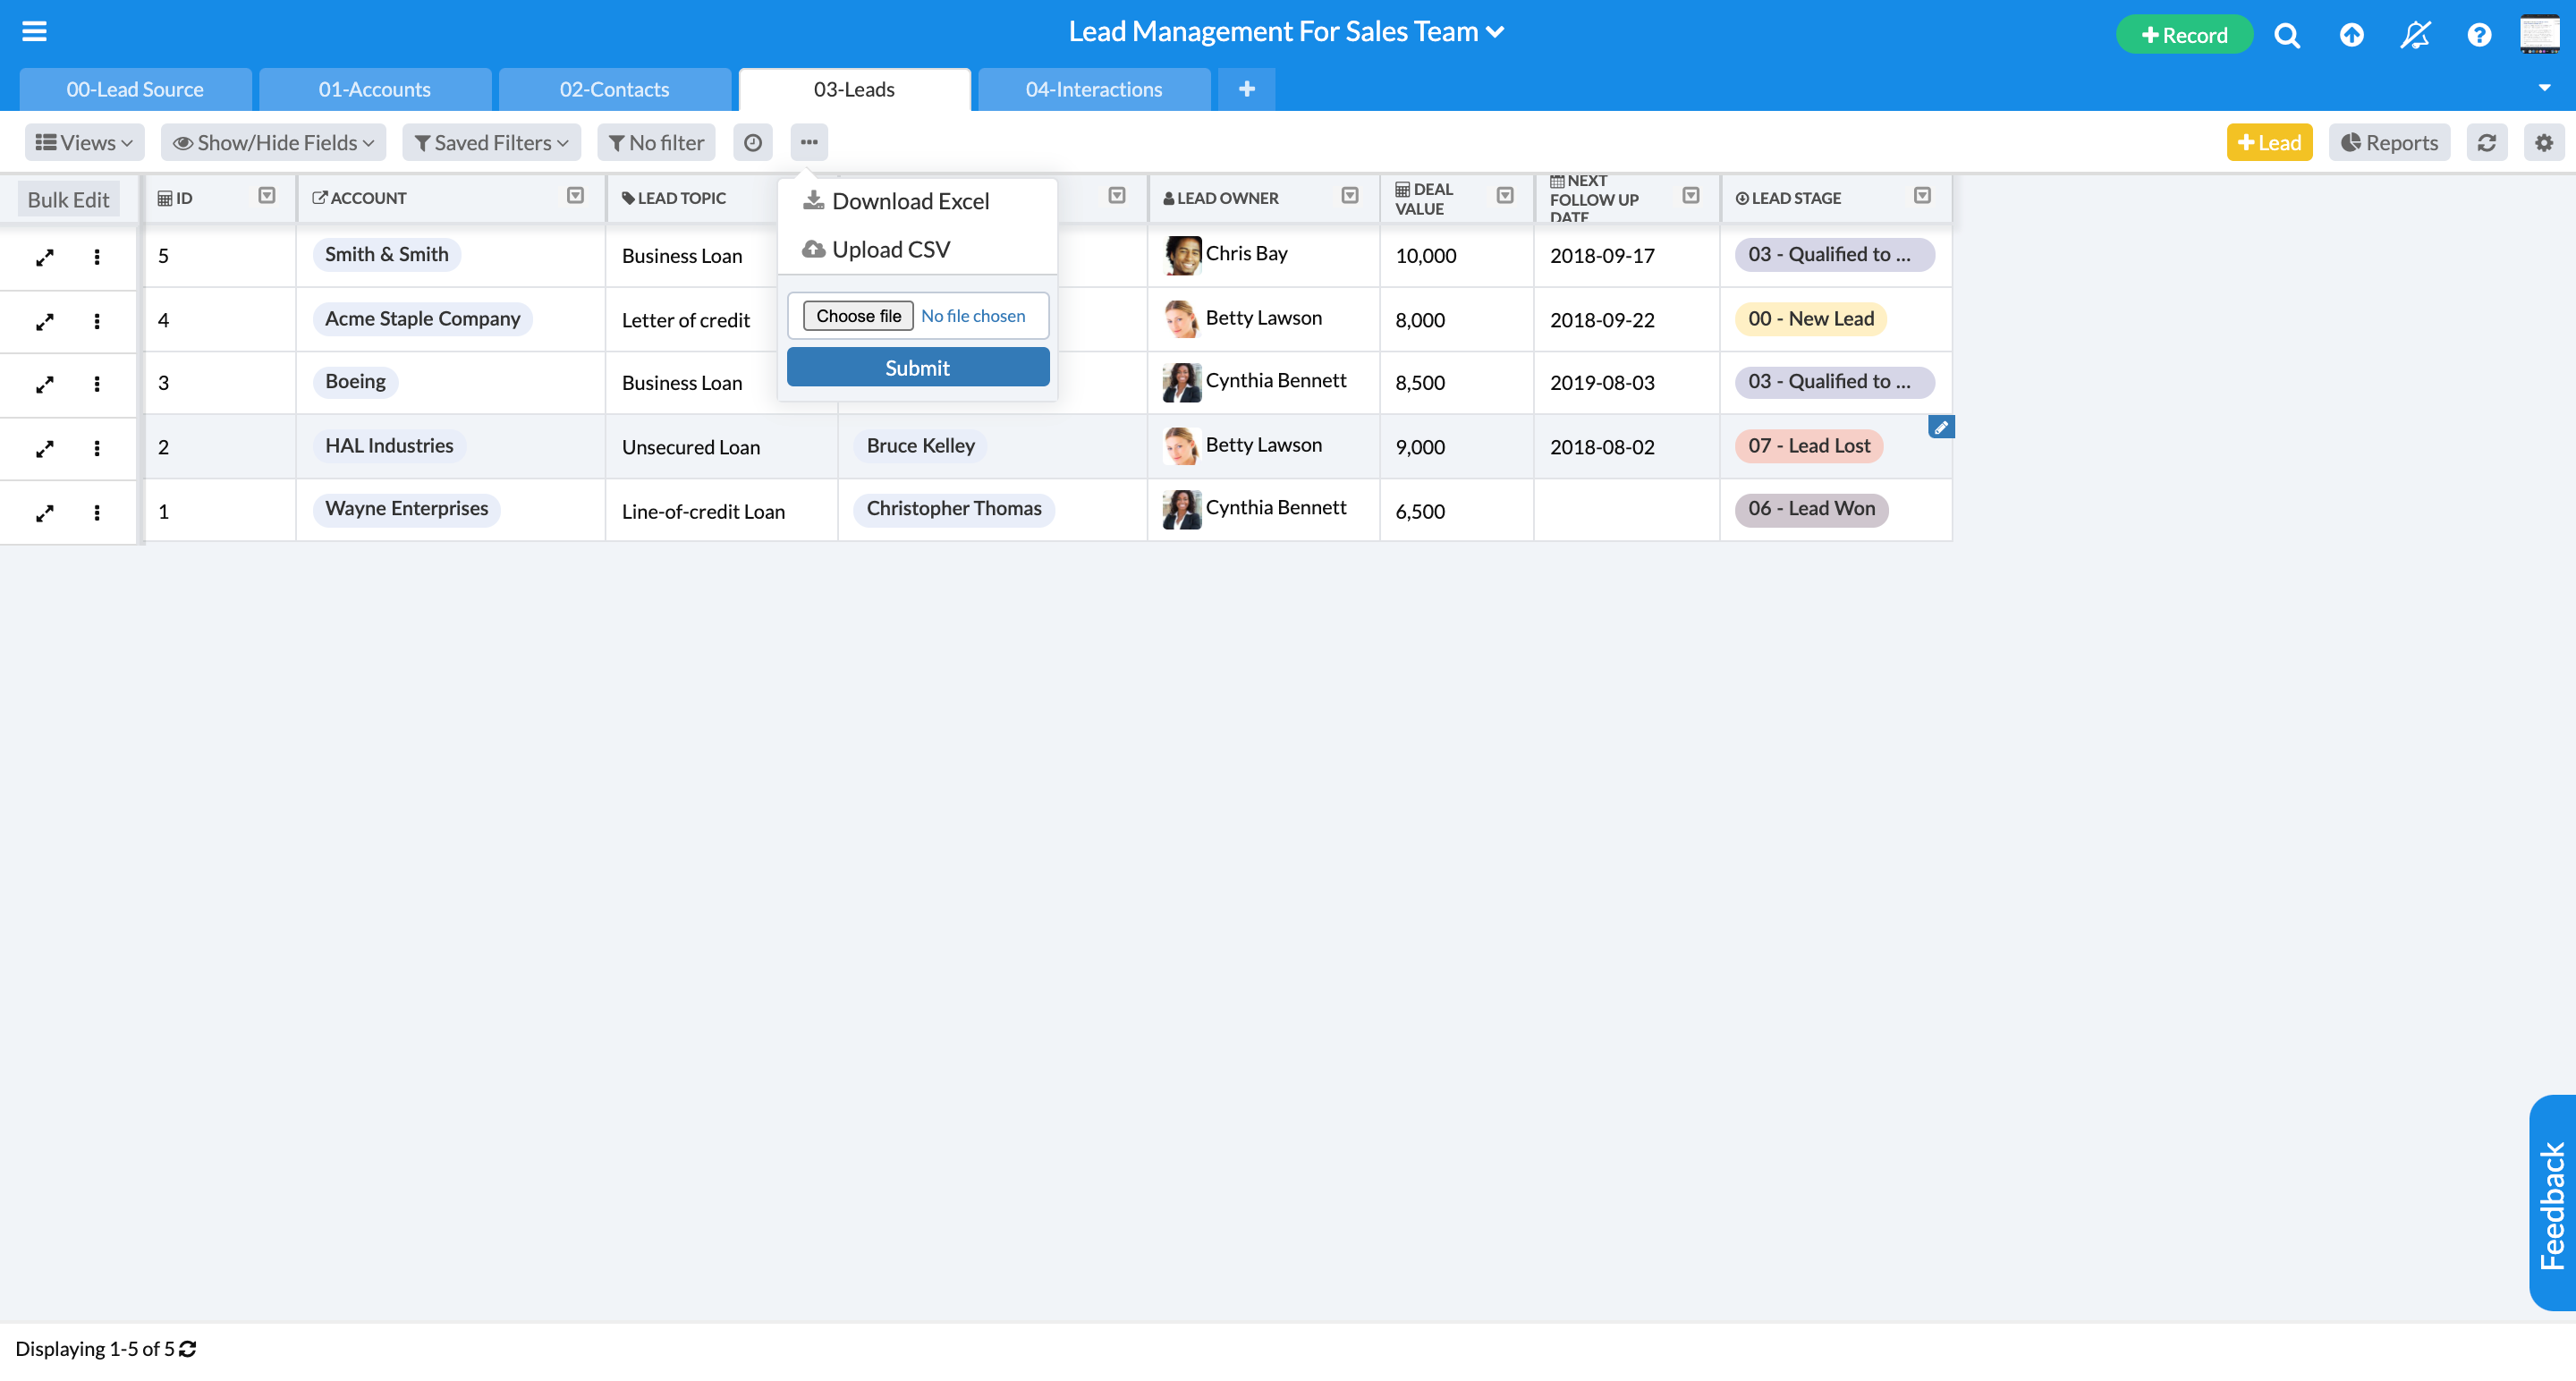 Lead Management For Sales Team
Record
00-Lead Source
01-Accounts
02-Contacts
03-Leads
04-Interactions
Views
Show/Hide Fields
Saved Filters
No filter
Lead
Reports
Bulk Edit
ID
ACCOUNT
LEAD TOPIC
LEAD OWNER
DEAL
VALUE
NEXT
FOLLOW UP
DATE
LEAD STAGE
Download Excel
Upload CSV
Choose file No file chosen
Submit
5 Smith & Smith Business Loan Chris Bay 10,000 2018-09-17 03 - Qualified to ...
4 Acme Staple Company Letter of credit Betty Lawson 8,000 2018-09-22 00 - New Lead
3 Boeing Business Loan Cynthia Bennett 8,500 2019-08-03 03 - Qualified to ...
2 HAL Industries Unsecured Loan Bruce Kelley Betty Lawson 9,000 2018-08-02 07 - Lead Lost
1 Wayne Enterprises Line-of-credit Loan Christopher Thomas Cynthia Bennett 6,500 06 - Lead Won
Feedback
Displaying 1-5 of 5